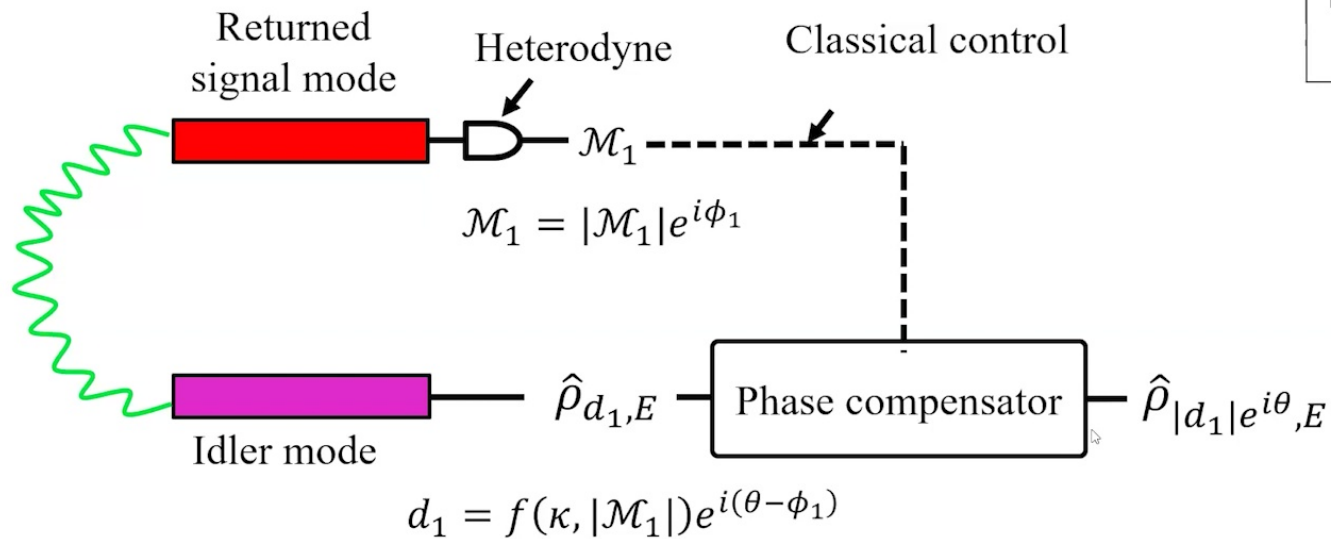 Returned
signal mode
Heterodyne
Classical control
ℳ₁
ℳ₁ = |ℳ₁|e^{iϕ₁}
Idler mode
ρ̂_{d₁,E}
Phase compensator
ρ̂_{|d₁|e^{iθ},E}
d₁ = f(κ, |ℳ₁|)e^{i(θ−ϕ₁)}